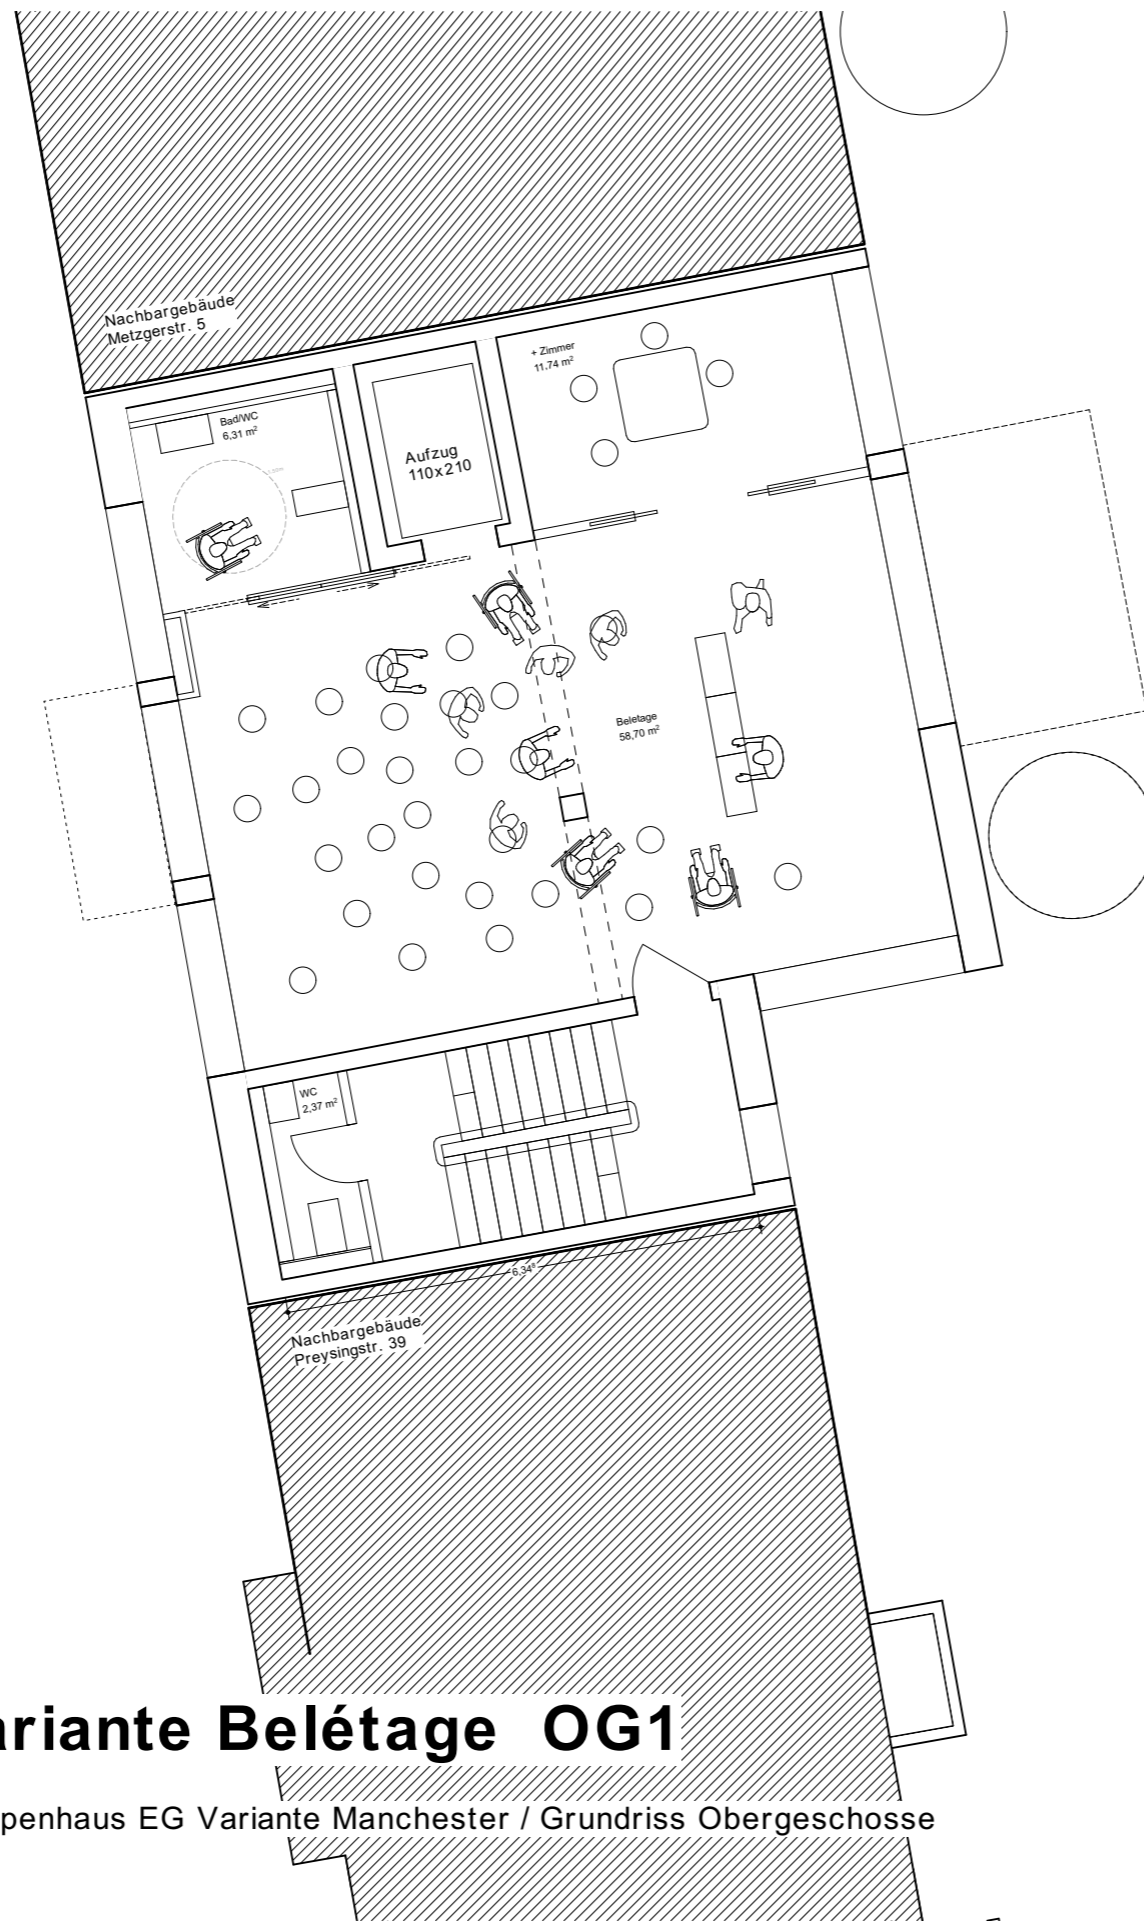 Nachbargebäude
Metzgerstr. 5
+ Zimmer
11,74 m²
Bad/WC
6,31 m²
Aufzug
110x210
Beletage
58,70 m²
WC
2,37 m²
6,34⁸
Nachbargebäude
Preysingstr. 39
ariante Belétage OG1
penhaus EG Variante Manchester / Grundriss Obergeschosse